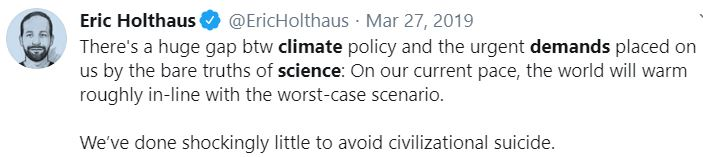 Eric Holthaus @EricHolthaus · Mar 27, 2019
There's a huge gap btw climate policy and the urgent demands placed on
us by the bare truths of science: On our current pace, the world will warm
roughly in-line with the worst-case scenario.
We've done shockingly little to avoid civilizational suicide.